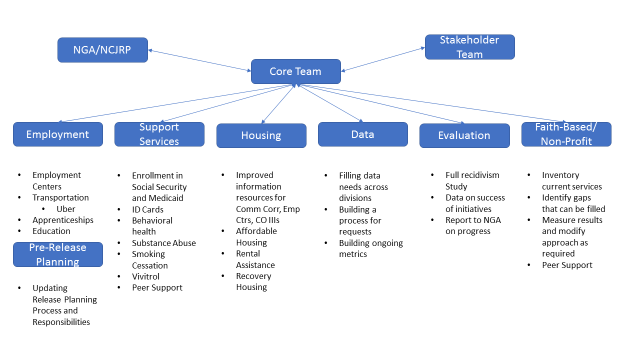 NGA/NCJRP
Stakeholder
Team
Core Team
Employment
• Employment
Centers
• Transportation
• Uber
• Apprenticeships
• Education
Pre-Release
Planning
• Updating
Release Planning
Process and
Responsibilities
Support
Services
• Enrollment in
Social Security
and Medicaid
• ID Cards
• Behavioral
health
• Substance Abuse
• Smoking
Cessation
• Vivitrol
• Peer Support
Housing
• Improved
information
resources for
Comm Corr, Emp
Ctrs, CO IIIs
• Affordable
Housing
• Rental
Assistance
• Recovery
Housing
Data
• Filling data
needs across
divisions
• Building a
process for
requests
• Building ongoing
metrics
Evaluation
• Full recidivism
Study
• Data on success
of initiatives
• Report to NGA
on progress
Faith-Based/
Non-Profit
• Inventory
current services
• Identify gaps
that can be filled
• Measure results
and modify
approach as
required
• Peer Support